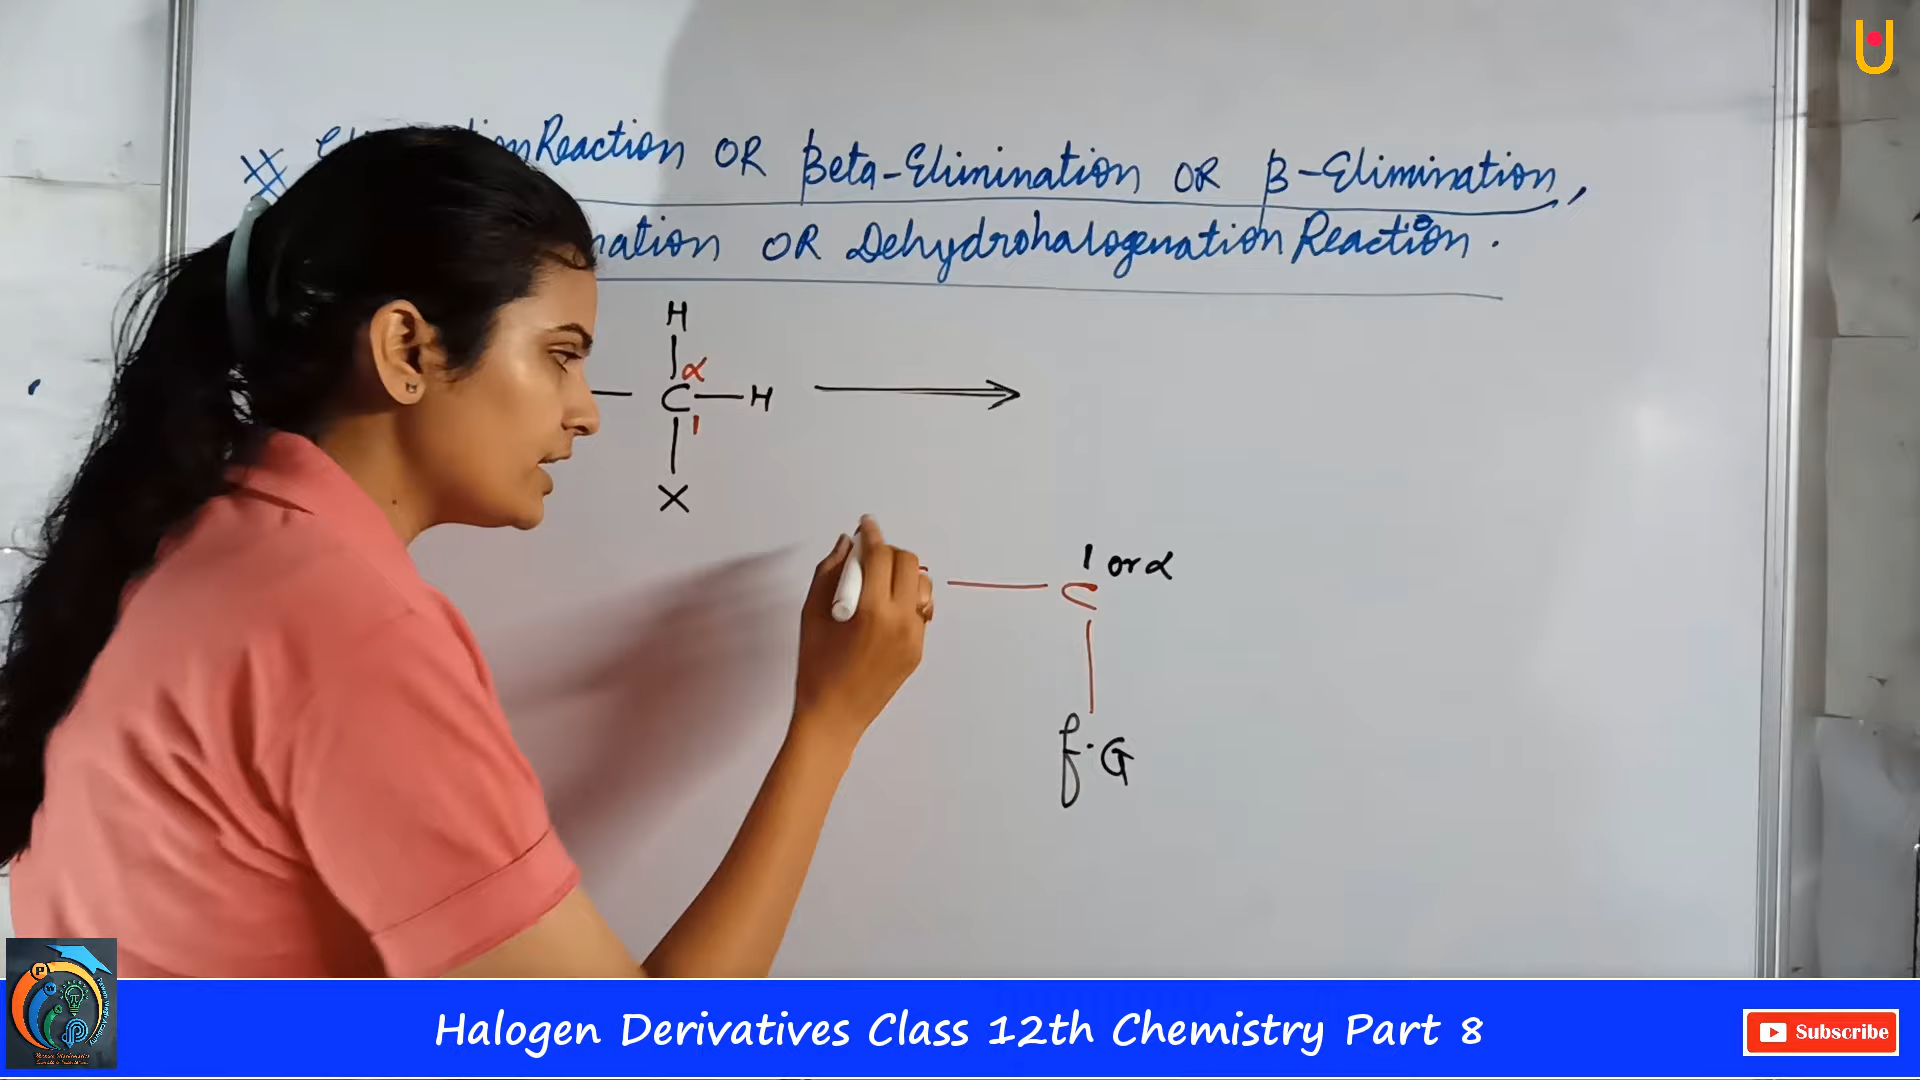 # Reaction OR Beta-Elimination OR β-Elimination,
OR Dehydrohalogenation Reaction.
H
α
C — H
1
X
1 or α
C
f.G
Halogen Derivatives Class 12th Chemistry Part 8
Subscribe